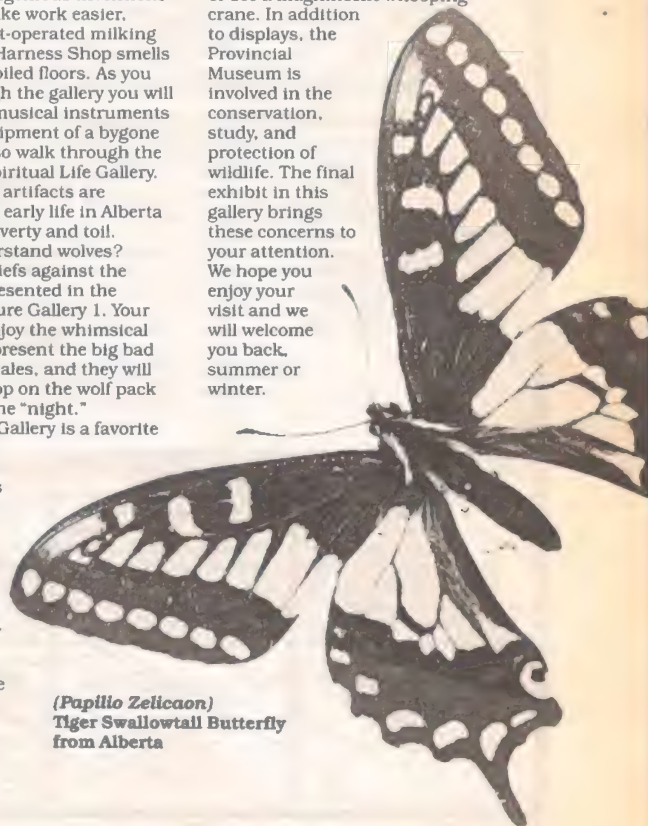 ake work easier,
t-operated milking
Harness Shop smells
oiled floors. As you
h the gallery you will
musical instruments
ipment of a bygone
so walk through the
piritual Life Gallery.
artifacts are
early life in Alberta
verty and toil.
rstand wolves?
iefs against the
esented in the
ure Gallery 1. Your
joy the whimsical
present the big bad
ales, and they will
op on the wolf pack
he "night."
Gallery is a favorite
crane. In addition
to displays, the
Provincial
Museum is
involved in the
conservation,
study, and
protection of
wildlife. The final
exhibit in this
gallery brings
these concerns to
your attention.
We hope you
enjoy your
visit and we
will welcome
you back,
summer or
winter.
(Papilio Zelicaon)
Tiger Swallowtail Butterfly
from Alberta